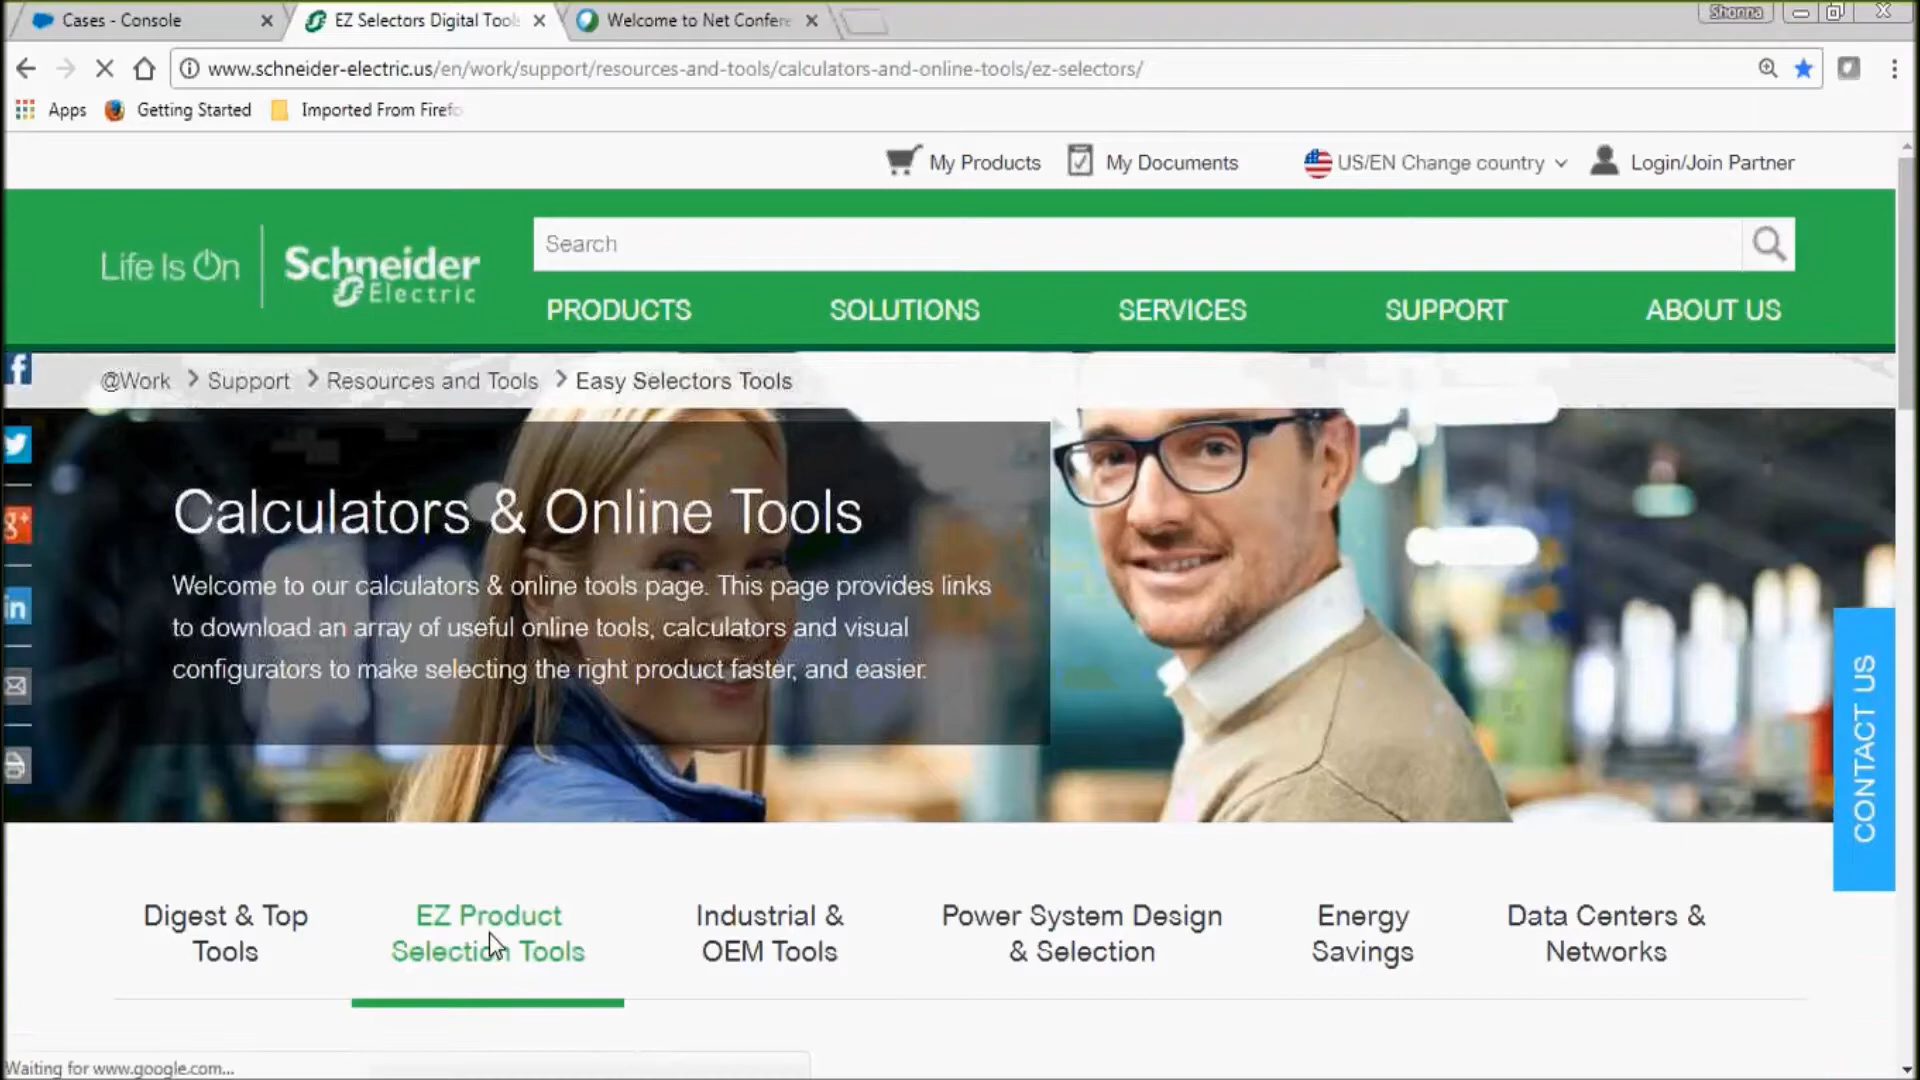 Cases - Console
EZ Selectors Digital Tools
Welcome to Net Confere
Shonna
www.schneider-electric.us/en/work/support/resources-and-tools/calculators-and-online-tools/ez-selectors/
Apps
Getting Started
Imported From Firefo
My Products
My Documents
US/EN Change country
Login/Join Partner
Life Is On
Schneider
Electric
Search
PRODUCTS
SOLUTIONS
SERVICES
SUPPORT
ABOUT US
@Work > Support > Resources and Tools > Easy Selectors Tools
Calculators & Online Tools
Welcome to our calculators & online tools page. This page provides links
to download an array of useful online tools, calculators and visual
configurators to make selecting the right product faster, and easier.
CONTACT US
Digest & Top
Tools
EZ Product
Selection Tools
Industrial &
OEM Tools
Power System Design
& Selection
Energy
Savings
Data Centers &
Networks
Waiting for www.google.com...